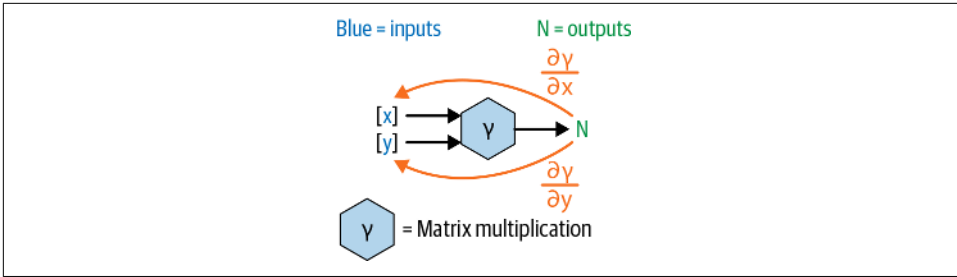 Blue = inputs
N = outputs
∂γ
∂x
[x]
[y]
γ
N
∂γ
∂y
γ = Matrix multiplication